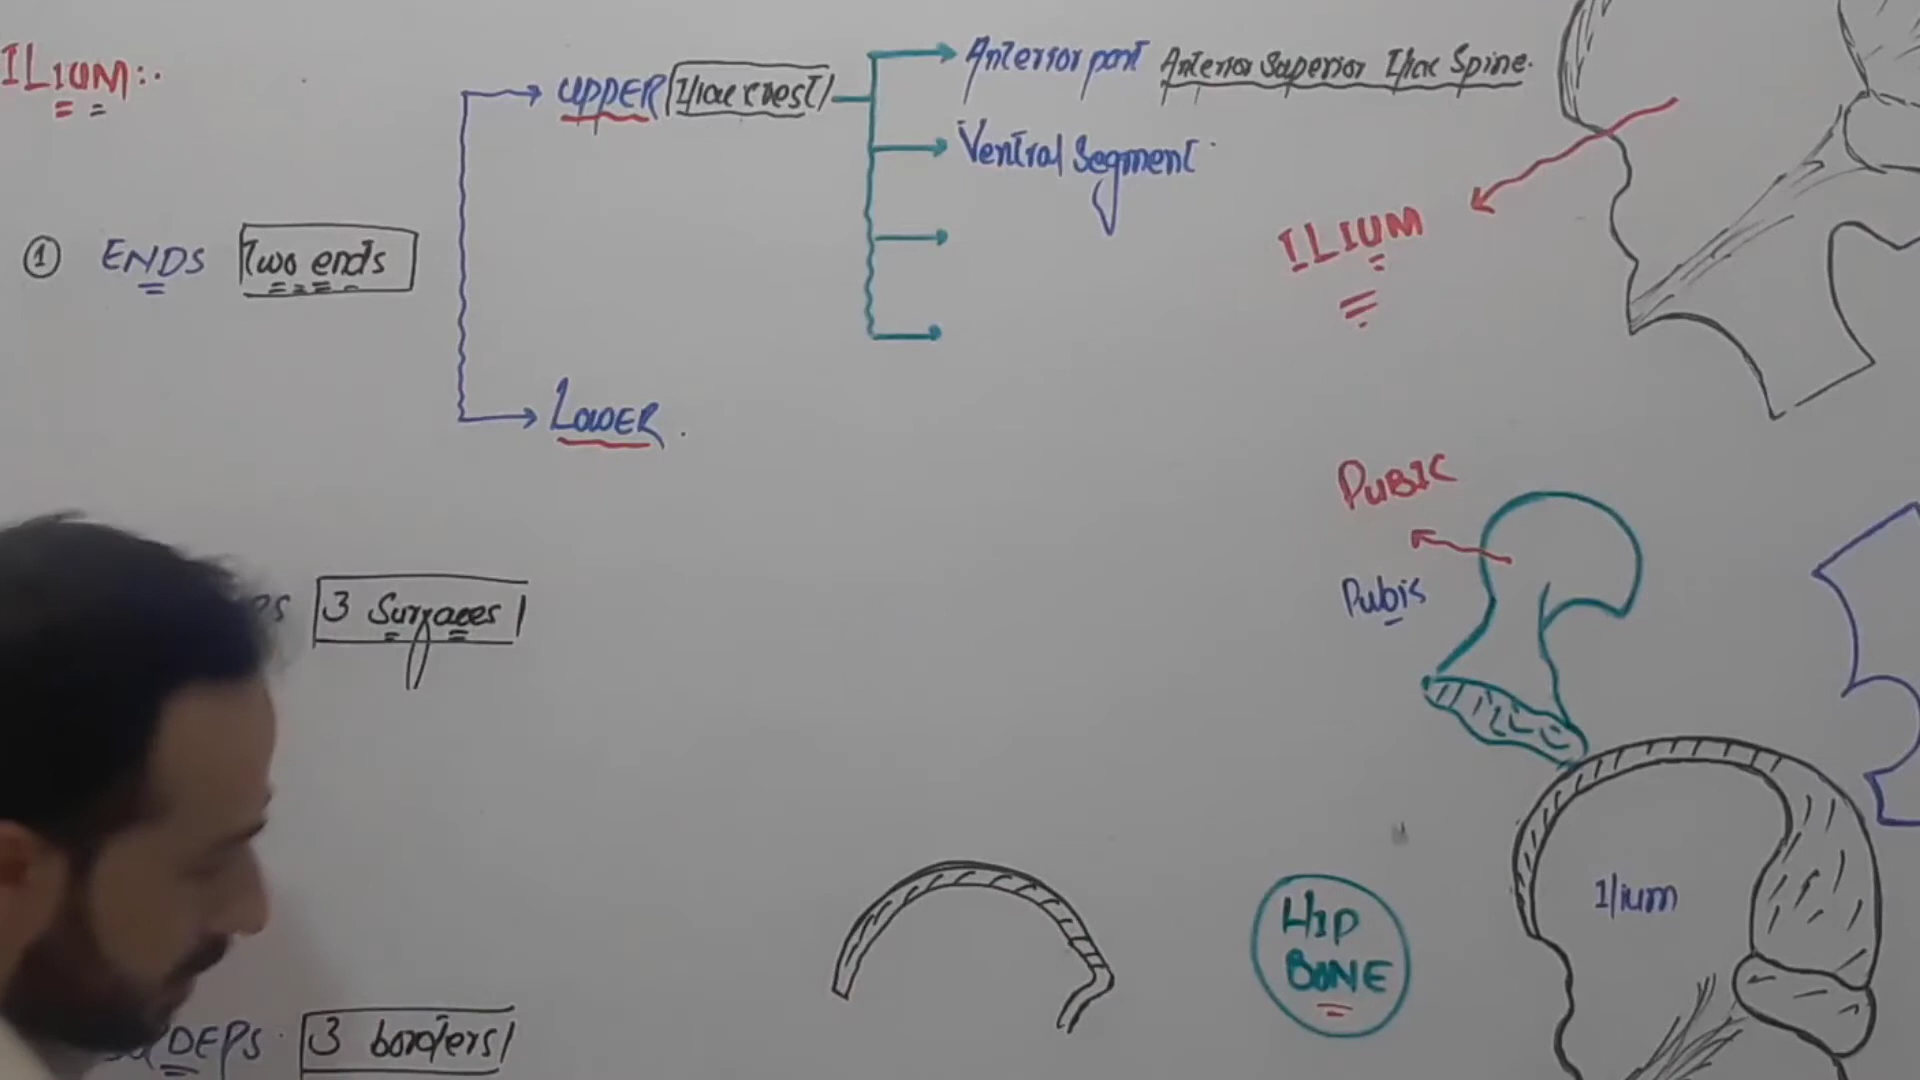 ILIUM:.
UPPER Iliac crest
Anterior part Anterior Superior Iliac Spine.
Ventral Segment
① ENDS Two ends
LOWER.
ILIUM
PUBIC
Pubis
3 Surfaces
Ilium
HIP
BONE
3 borders